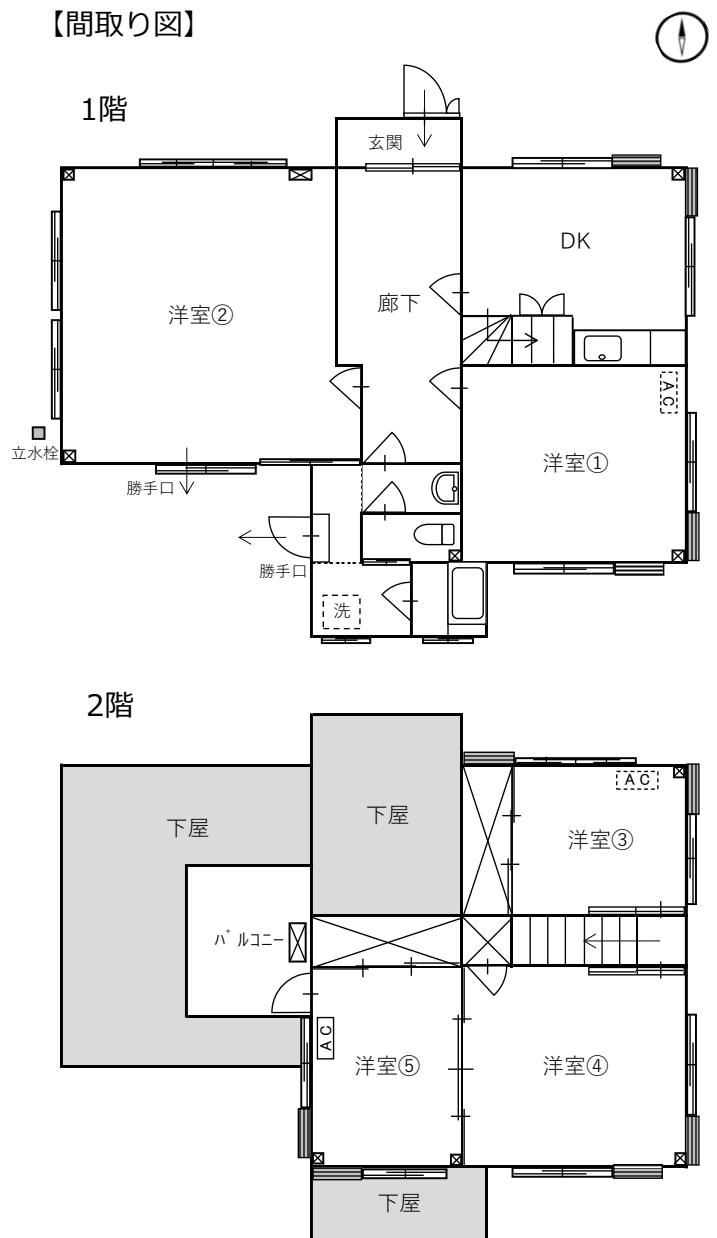 【間取り図】
1階
玄関
DK
廊下
洋室②
AC
洋室①
立水栓
勝手口
勝手口
洗
2階
AC
下屋
下屋
洋室③
ﾊﾞﾙｺﾆｰ
AC
洋室⑤
洋室④
下屋